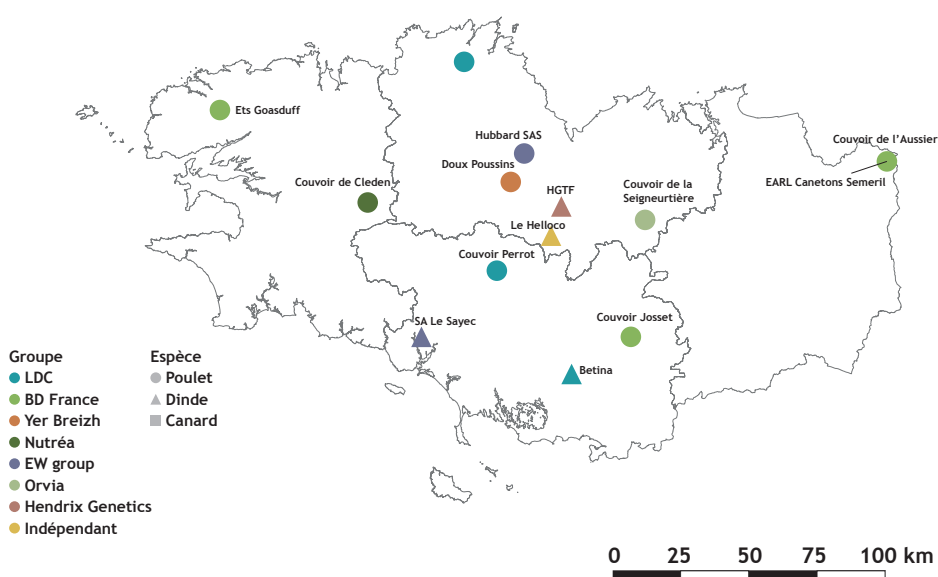 Ets Goasduff
Hubbard SAS
Doux Poussins
Couvoir de l’Aussier
EARL Canetons Semeril
Couvoir de Cleden
HGTF
Couvoir de la
Seigneurtière
Le Helloco
Couvoir Perrot
SA Le Sayec
Couvoir Josset
Betina
Groupe
LDC
BD France
Yer Breizh
Nutréa
EW group
Orvia
Hendrix Genetics
Indépendant
Espèce
Poulet
Dinde
Canard
0 25 50 75 100 km